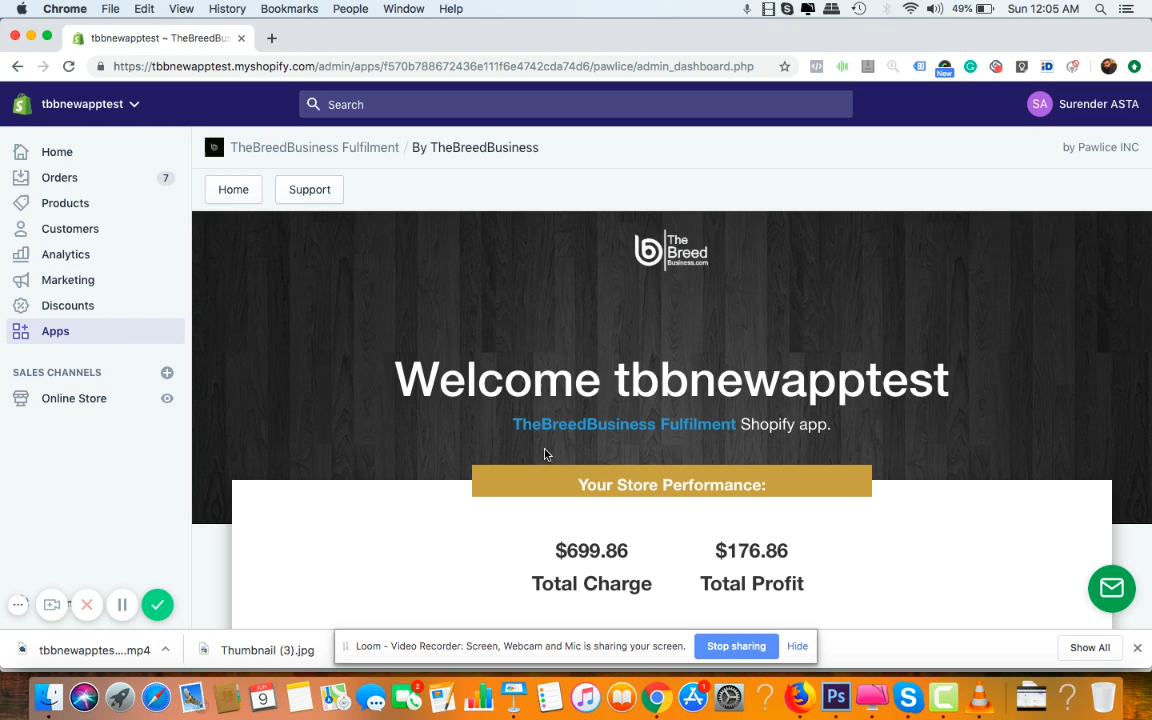 Chrome File Edit View History Bookmarks People Window Help 49% Sun 12:05 AM
tbbnewapptest ~ TheBreedBus
https://tbbnewapptest.myshopify.com/admin/apps/f570b788672436e111f6e4742cda74d6/pawlice/admin_dashboard.php
New
tbbnewapptest
Search
SA Surender ASTA
Home
Orders 7
Products
Customers
Analytics
Marketing
Discounts
Apps
SALES CHANNELS
Online Store
TheBreedBusiness Fulfilment / By TheBreedBusiness
by Pawlice INC
Home Support
b The Breed Business.com
Welcome tbbnewapptest
TheBreedBusiness Fulfilment Shopify app.
Your Store Performance:
$699.86 $176.86
Total Charge Total Profit
tbbnewapptes....mp4
Thumbnail (3).jpg
Loom - Video Recorder: Screen, Webcam and Mic is sharing your screen. Stop sharing Hide
Show All
JUN
9
2
1
Ps